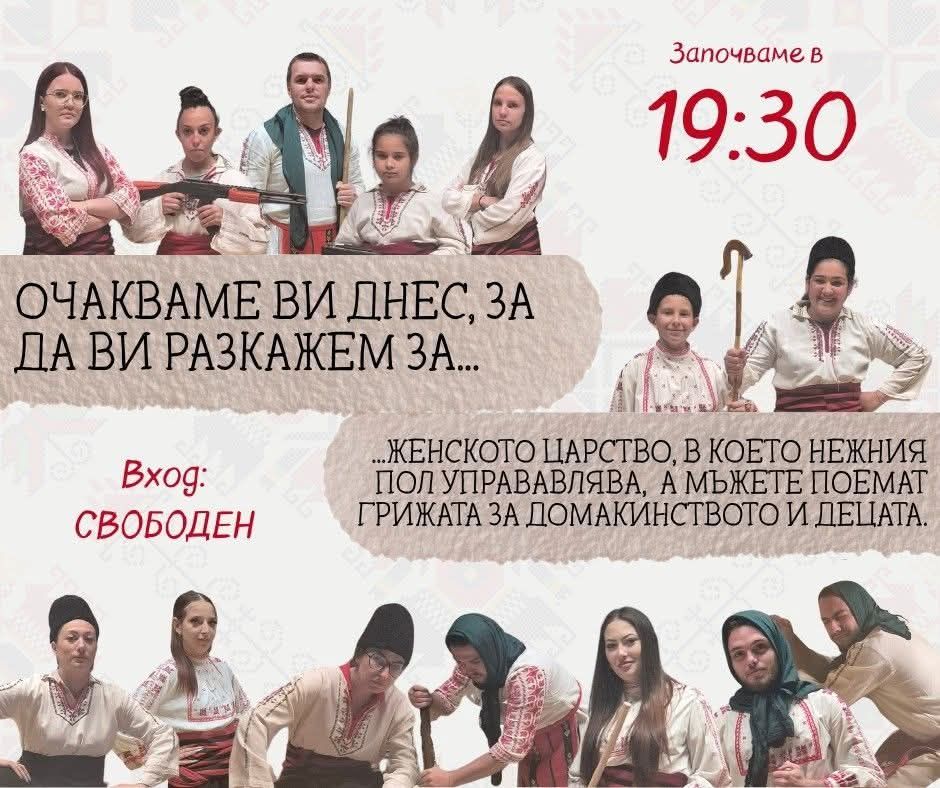 Започваме в
19:30
ОЧАКВАМЕ ВИ ДНЕС, ЗА
ДА ВИ РАЗКАЖЕМ ЗА...
...ЖЕНСКОТО ЦАРСТВО, В КОЕТО НЕЖНИЯ
ПОЛ УПРАВАВЛЯВА, А МЪЖЕТЕ ПОЕМАТ
ГРИЖАТА ЗА ДОМАКИНСТВОТО И ДЕЦАТА.
Вход:
СВОБОДЕН